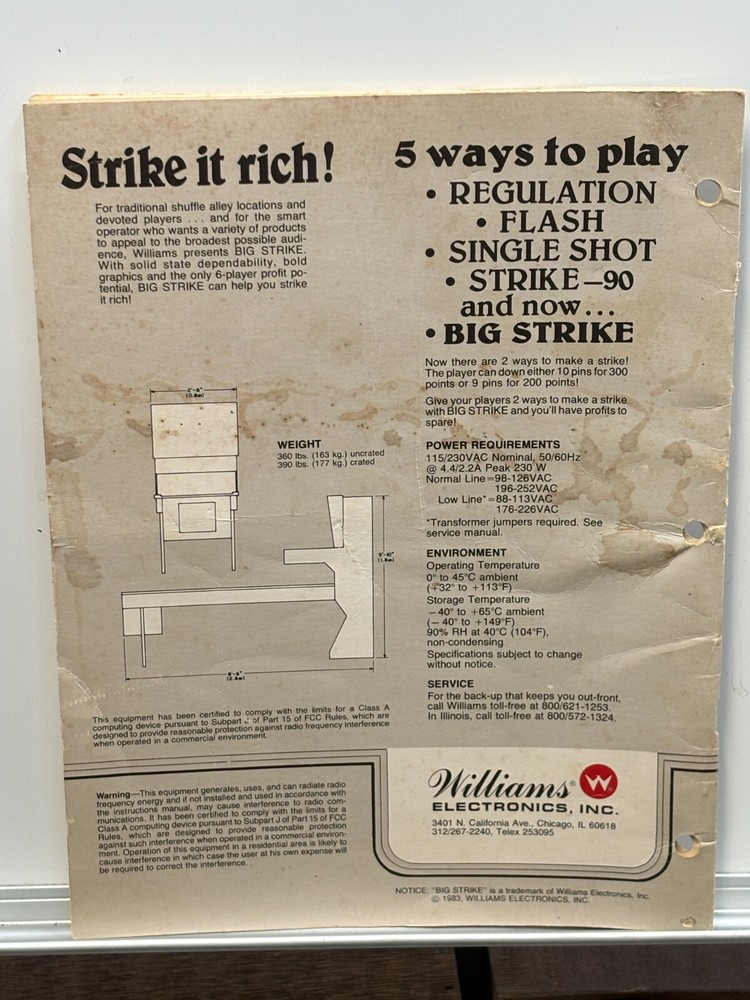 Strike it rich!
For traditional shuffle alley locations and
devoted players . . . and for the smart
operator who wants a variety of products
to appeal to the broadest possible audi-
ence, Williams presents BIG STRIKE.
With solid state dependability, bold
graphics and the only 6-player profit po-
tential, BIG STRIKE can help you strike
it rich!
2'-8"
(0.8m)
WEIGHT
360 lbs. (163 kg.) uncrated
390 lbs. (177 kg.) crated
5'-10"
(1.8m)
8'-6"
(2.6m)
This equipment has been certified to comply with the limits for a Class A
computing device pursuant to Subpart J of Part 15 of FCC Rules, which are
designed to provide reasonable protection against radio frequency interference
when operated in a commercial environment.
Warning—This equipment generates, uses, and can radiate radio
frequency energy and if not installed and used in accordance with
the instructions manual, may cause interference to radio com-
munications. It has been certified to comply with the limits for a
Class A computing device pursuant to Subpart J of Part 15 of FCC
Rules, which are designed to provide reasonable protection
against such interference when operated in a commercial environ-
ment. Operation of this equipment in a residential area is likely to
cause interference in which case the user at his own expense will
be required to correct the interference.
5 ways to play
• REGULATION
• FLASH
• SINGLE SHOT
• STRIKE–90
and now...
• BIG STRIKE
Now there are 2 ways to make a strike!
The player can down either 10 pins for 300
points or 9 pins for 200 points!
Give your players 2 ways to make a strike
with BIG STRIKE and you'll have profits to
spare!
POWER REQUIREMENTS
115/230VAC Nominal, 50/60Hz
@ 4.4/2.2A Peak 230 W
Normal Line=98-126VAC
196-252VAC
Low Line*=88-113VAC
176-226VAC
*Transformer jumpers required. See
service manual.
ENVIRONMENT
Operating Temperature
0° to 45°C ambient
(+32° to +113°F)
Storage Temperature
–40° to +65°C ambient
(–40° to +149°F)
90% RH at 40°C (104°F),
non-condensing
Specifications subject to change
without notice.
SERVICE
For the back-up that keeps you out-front,
call Williams toll-free at 800/621-1253.
In Illinois, call toll-free at 800/572-1324.
Williams® W
ELECTRONICS, INC.
3401 N. California Ave., Chicago, IL 60618
312/267-2240, Telex 253095
NOTICE: "BIG STRIKE" is a trademark of Williams Electronics, Inc.
© 1983, WILLIAMS ELECTRONICS, INC.